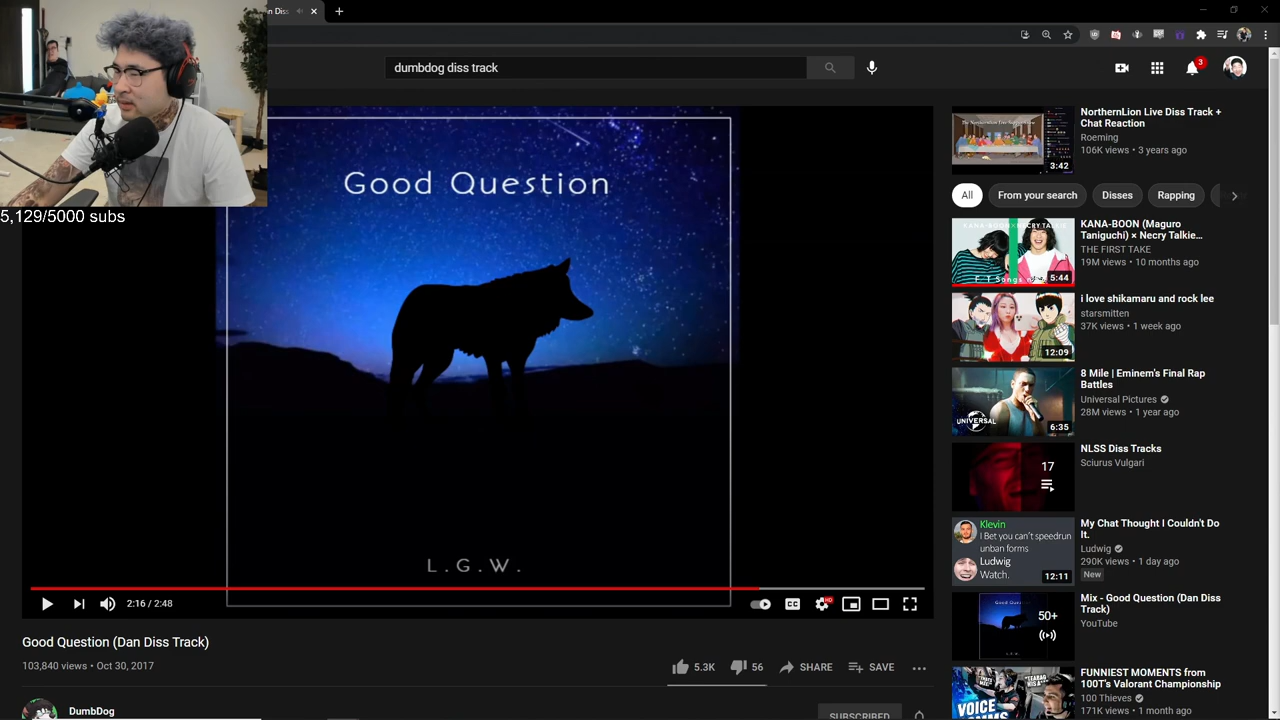 n Diss
dumbdog diss track
3
5,129/5000 subs
Good Question
L.G.W.
2:16 / 2:48
CC
HD
Good Question (Dan Diss Track)
103,840 views • Oct 30, 2017
5.3K
56
SHARE
SAVE
DumbDog
SUBSCRIBED
3:42
NorthernLion Live Diss Track +
Chat Reaction
Roeming
106K views • 3 years ago
All
From your search
Disses
Rapping
5:44
KANA-BOON (Maguro
Taniguchi) × Necry Talkie...
THE FIRST TAKE
19M views • 10 months ago
12:09
i love shikamaru and rock lee
starsmitten
37K views • 1 week ago
UNIVERSAL
6:35
8 Mile | Eminem's Final Rap
Battles
Universal Pictures
28M views • 1 year ago
17
NLSS Diss Tracks
Sciurus Vulgari
Klevin
I Bet you can't speedrun
unban forms
Ludwig
Watch.
12:11
My Chat Thought I Couldn't Do
It.
Ludwig
290K views • 1 day ago
New
50+
Mix - Good Question (Dan Diss
Track)
YouTube
VOICE
COMMS
FUNNIEST MOMENTS from
100T's Valorant Championship
100 Thieves
171K views • 1 month ago